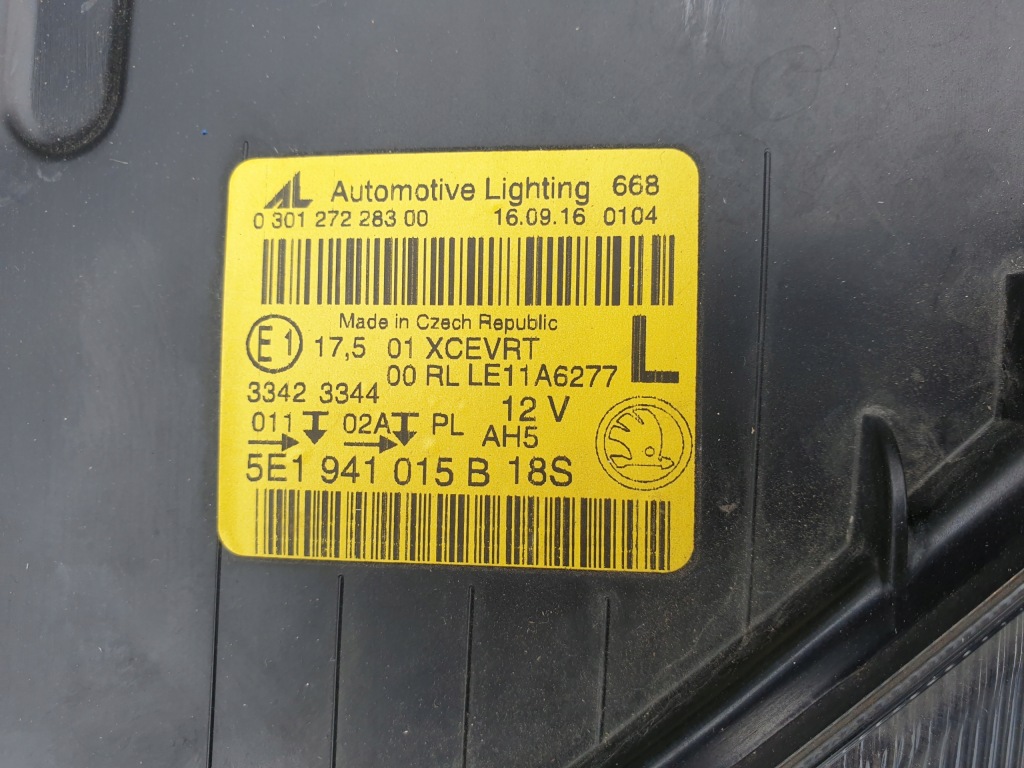 AL Automotive Lighting 668
0 301 272 283 00 16.09.16 0104
Made in Czech Republic
E1 17,5 01 XCEVRT L
00 RL LE11A6277
3342 3344 12 V
011 02A PL AH5
5E1 941 015 B 18S